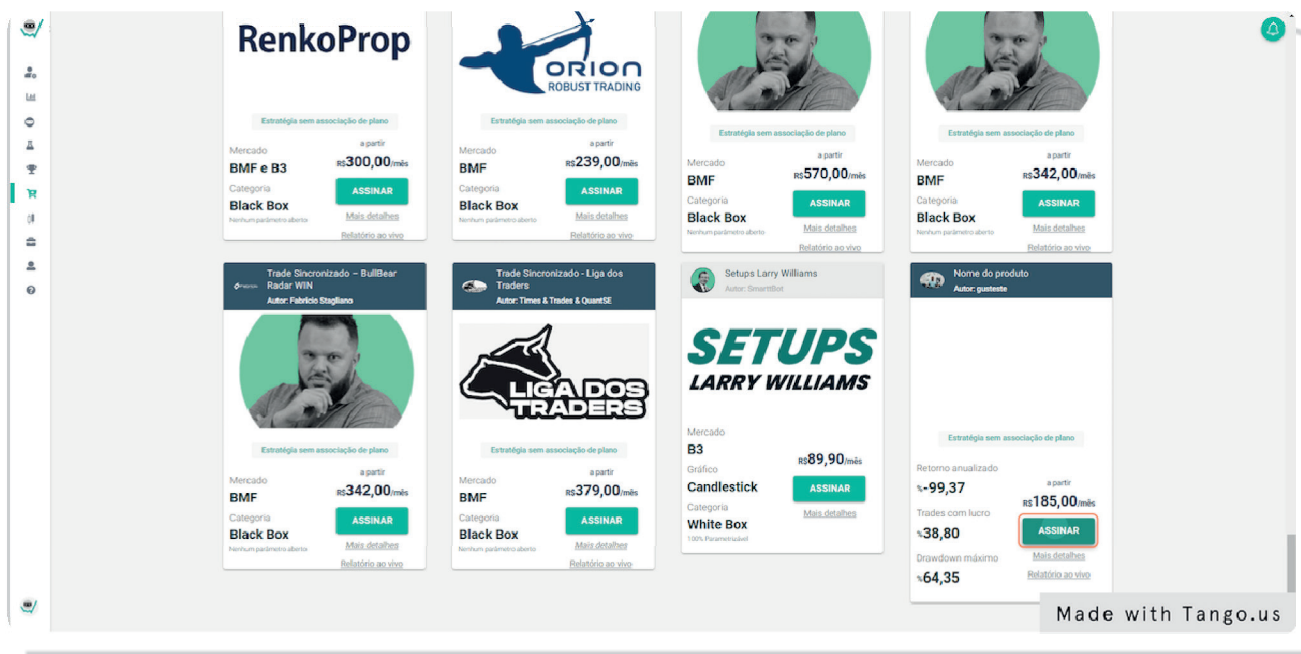 RenkoProp
Estratégia sem associação de plano
Mercado
BMF e B3
Categoria
Black Box
Nenhum parâmetro aberto
a partir
R$300,00/mês
ASSINAR
Mais detalhes
Relatório ao vivo
ORION
ROBUST TRADING
Estratégia sem associação de plano
Mercado
BMF
Categoria
Black Box
Nenhum parâmetro aberto
a partir
R$239,00/mês
ASSINAR
Mais detalhes
Relatório ao vivo
Estratégia sem associação de plano
Mercado
BMF
Categoria
Black Box
Nenhum parâmetro aberto
a partir
R$570,00/mês
ASSINAR
Mais detalhes
Relatório ao vivo
Estratégia sem associação de plano
Mercado
BMF
Categoria
Black Box
Nenhum parâmetro aberto
a partir
R$342,00/mês
ASSINAR
Mais detalhes
Relatório ao vivo
Trade Sincronizado – BullBear
Radar WIN
Autor: Fabricio Stagliano
Estratégia sem associação de plano
Mercado
BMF
Categoria
Black Box
Nenhum parâmetro aberto
a partir
R$342,00/mês
ASSINAR
Mais detalhes
Relatório ao vivo
Trade Sincronizado - Liga dos
Traders
Autor: Times & Trades & QuantSE
LIGA DOS
TRADERS
Estratégia sem associação de plano
Mercado
BMF
Categoria
Black Box
Nenhum parâmetro aberto
a partir
R$379,00/mês
ASSINAR
Mais detalhes
Relatório ao vivo
Setups Larry Williams
Autor: SmarttBot
SETUPS
LARRY WILLIAMS
Mercado
B3
Gráfico
Candlestick
Categoria
White Box
100% Parametrizável
R$89,90/mês
ASSINAR
Mais detalhes
Nome do produto
Autor: gusteste
Estratégia sem associação de plano
Retorno anualizado
%-99,37
Trades com lucro
%38,80
Drawdown máximo
%64,35
a partir
R$185,00/mês
ASSINAR
Mais detalhes
Relatório ao vivo
Made with Tango.us